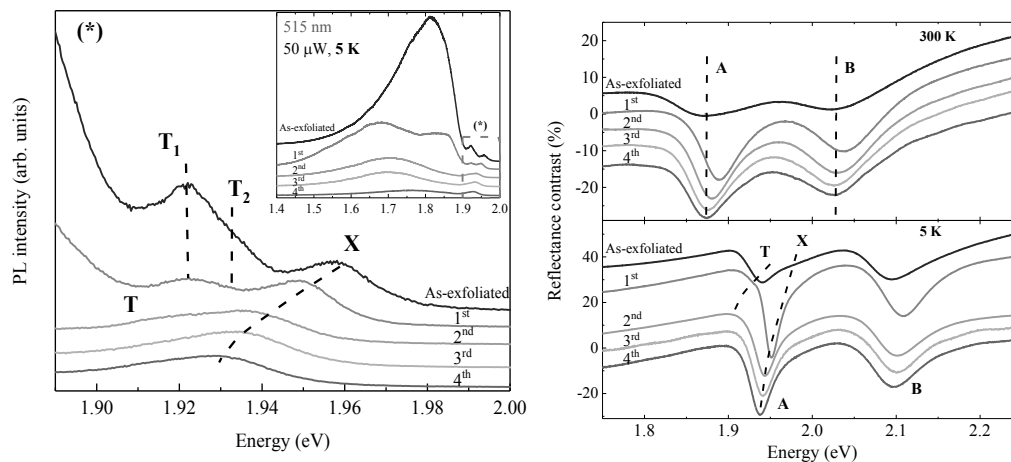 (*)
515 nm
50 μW, 5 K
As-exfoliated
1st
2nd
3rd
4th
(*)
1.4 1.5 1.6 1.7 1.8 1.9 2.0
T1
T2
X
T
As-exfoliated
1st
2nd
3rd
4th
PL intensity (arb. units)
1.90 1.92 1.94 1.96 1.98 2.00
Energy (eV)
300 K
A
B
As-exfoliated
1st
2nd
3rd
4th
20
10
0
-10
-20
5 K
T
X
As-exfoliated
1st
2nd
3rd
4th
A
B
40
20
0
-20
Reflectance contrast (%)
1.8 1.9 2.0 2.1 2.2
Energy (eV)